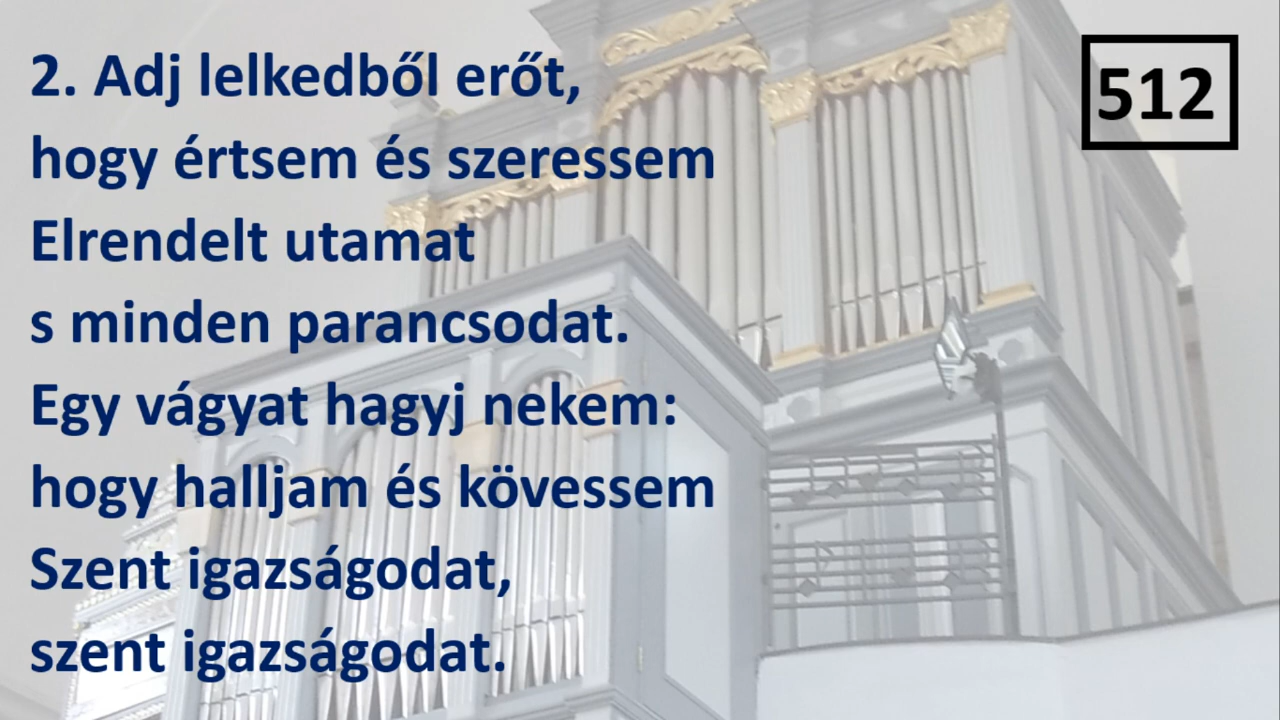 2. Adj lelkedből erőt,
hogy értsem és szeressem
Elrendelt utamat
s minden parancsodat.
Egy vágyat hagyj nekem:
hogy halljam és kövessem
Szent igazságodat,
szent igazságodat.
512